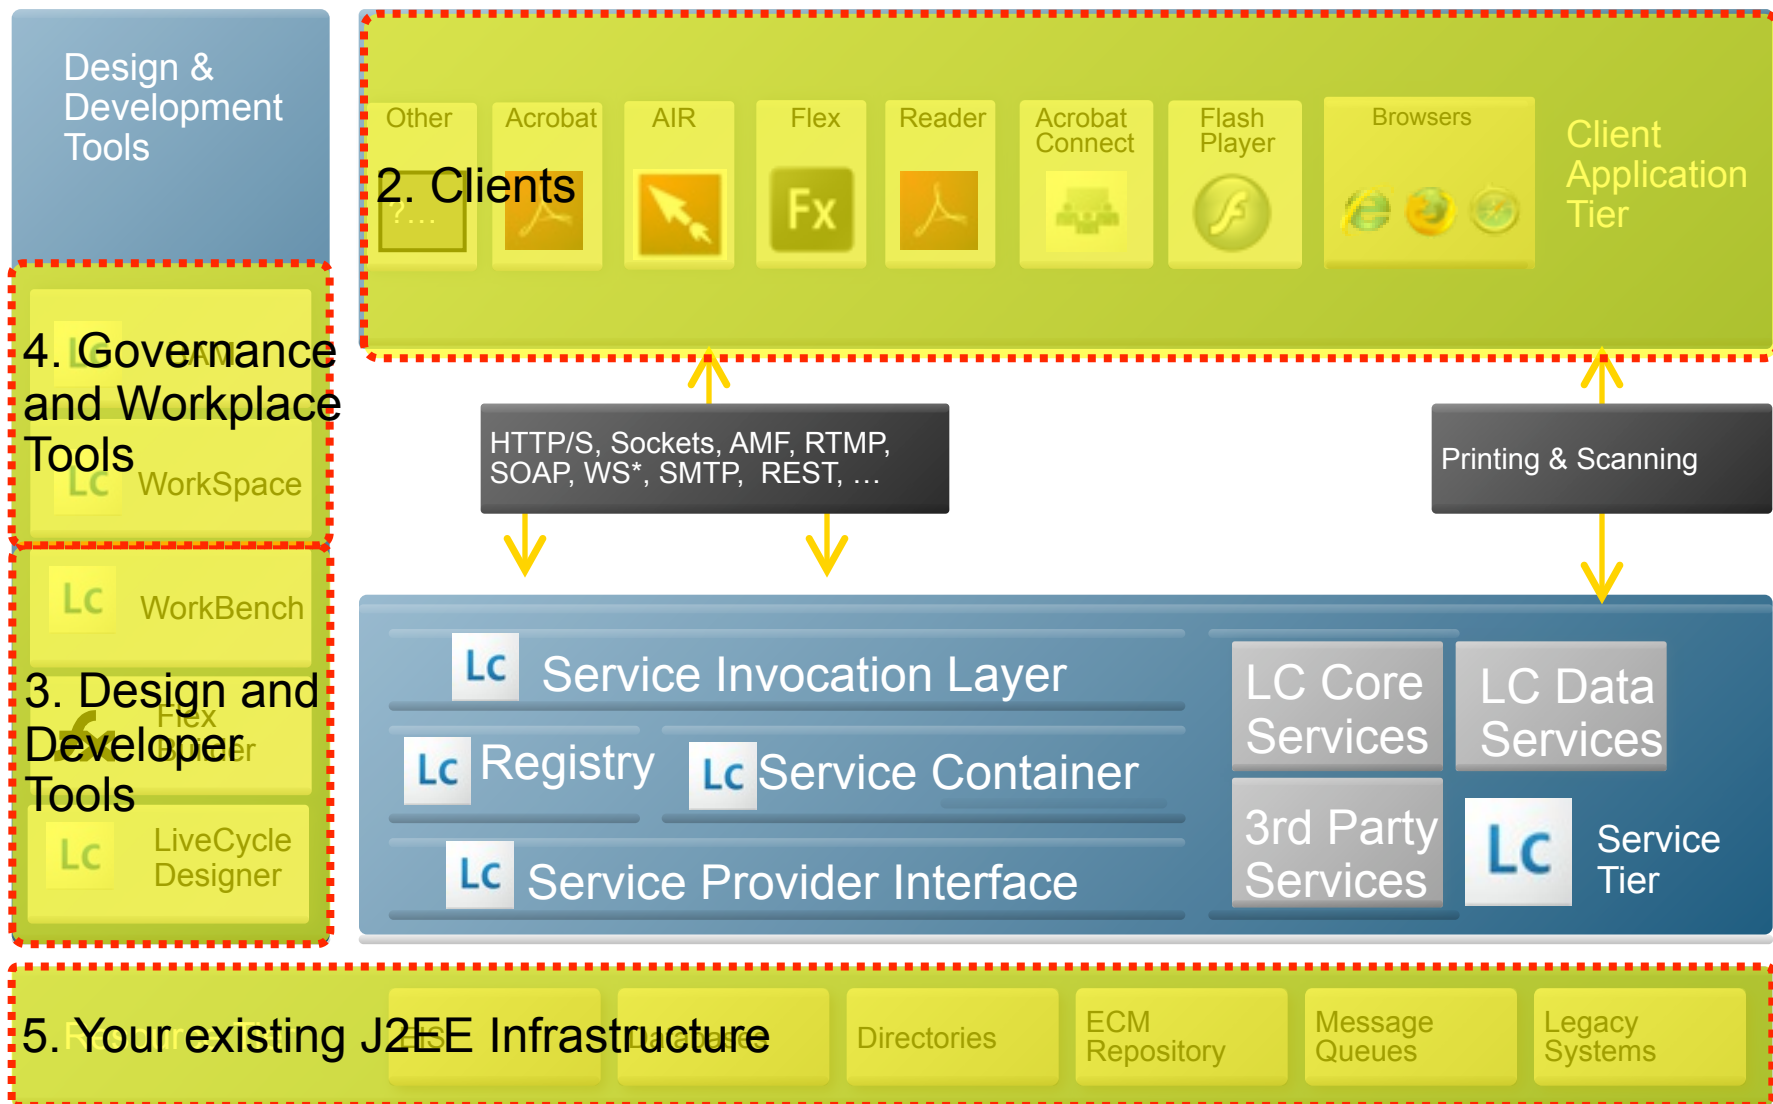 Design &
Development
Tools
Other
Acrobat
AIR
Flex
Reader
Acrobat
Connect
Flash
Player
Browsers
Client
Application
Tier
2. Clients
?...
Fx
4. Governance
and Workplace
Tools
Lc
WorkSpace
Lc
WorkBench
3. Design and
Developer
Tools
Flex
Builder
Lc
LiveCycle
Designer
HTTP/S, Sockets, AMF, RTMP,
SOAP, WS*, SMTP, REST, …
Printing & Scanning
Lc
Service Invocation Layer
Lc
Registry
Lc
Service Container
Lc
Service Provider Interface
LC Core
Services
LC Data
Services
3rd Party
Services
Lc
Service
Tier
5. Your existing J2EE Infrastructure
Databases
Directories
ECM
Repository
Message
Queues
Legacy
Systems